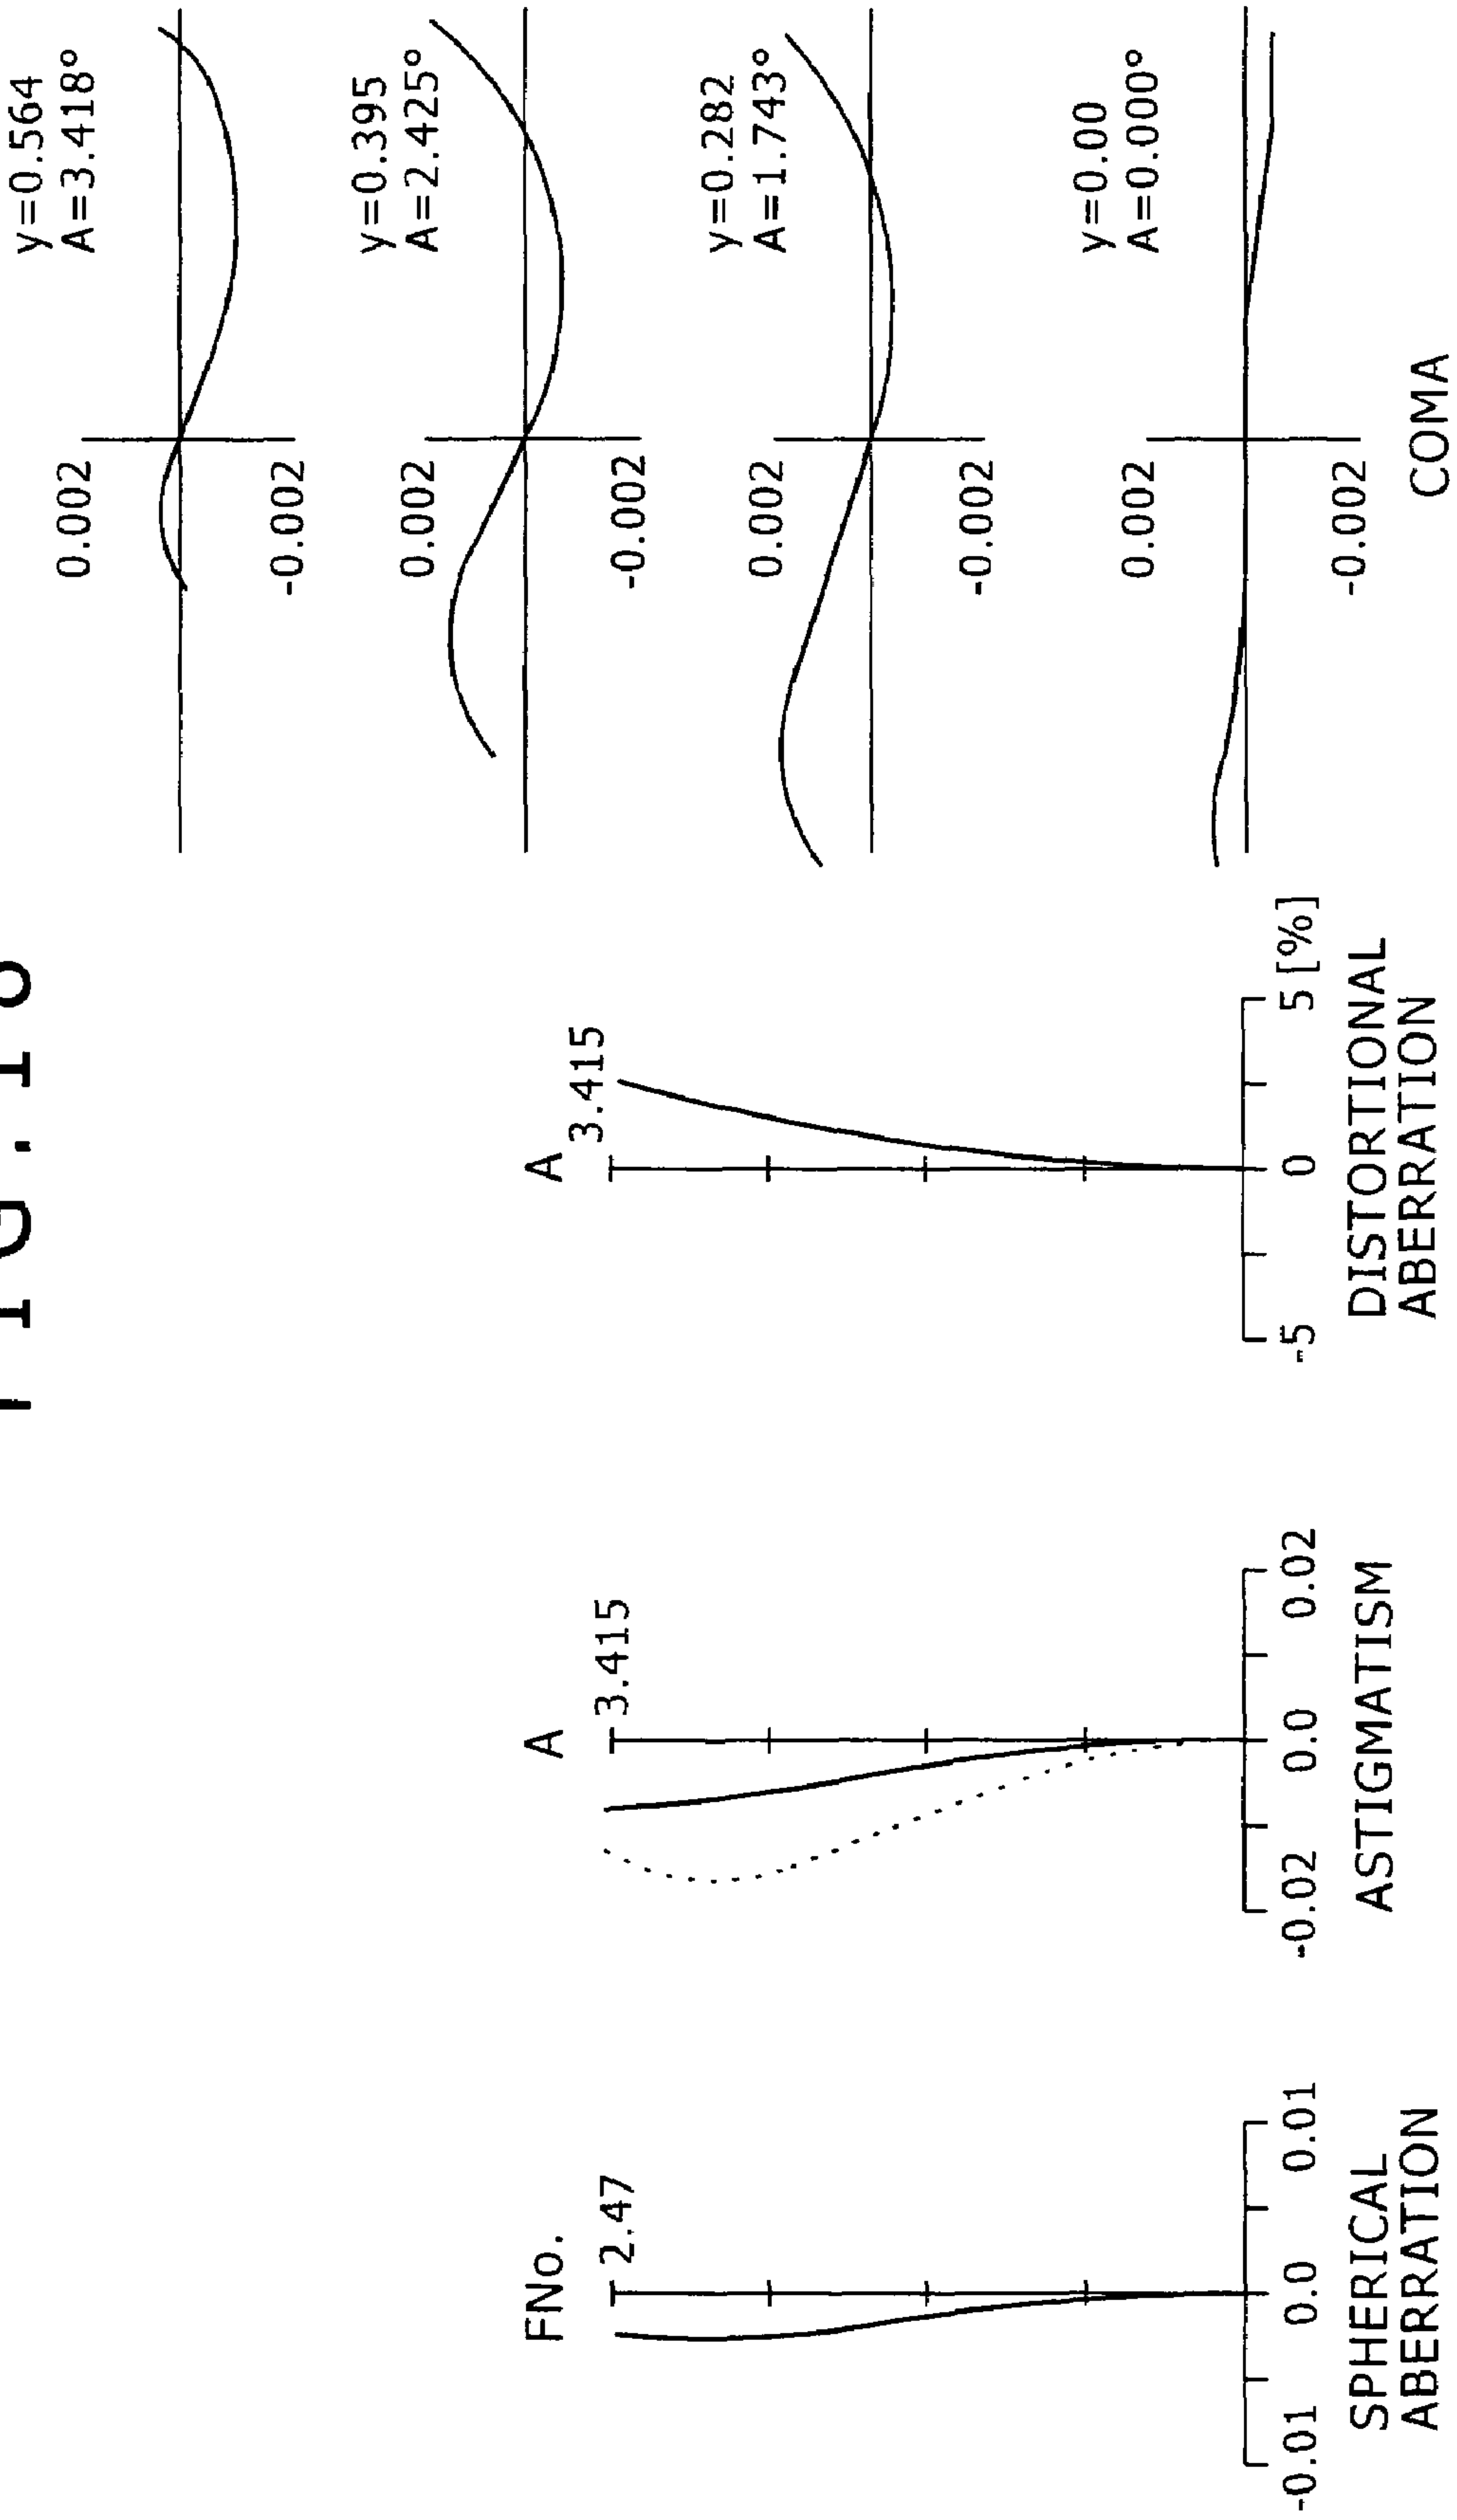 FNo.
2.47
-0.01 0.0 0.01
SPHERICAL
ABERRATION
A
3.415
-0.02 0.0 0.02
ASTIGMATISM
A
3.415
-5 0 5 [%]
DISTORTIONAL
ABERRATION
y=0.564
A=3.418°
0.002
-0.002
y=0.395
A=2.425°
0.002
-0.002
y=0.282
A=1.743°
0.002
-0.002
y=0.00
A=0.000°
0.002
-0.002
COMA